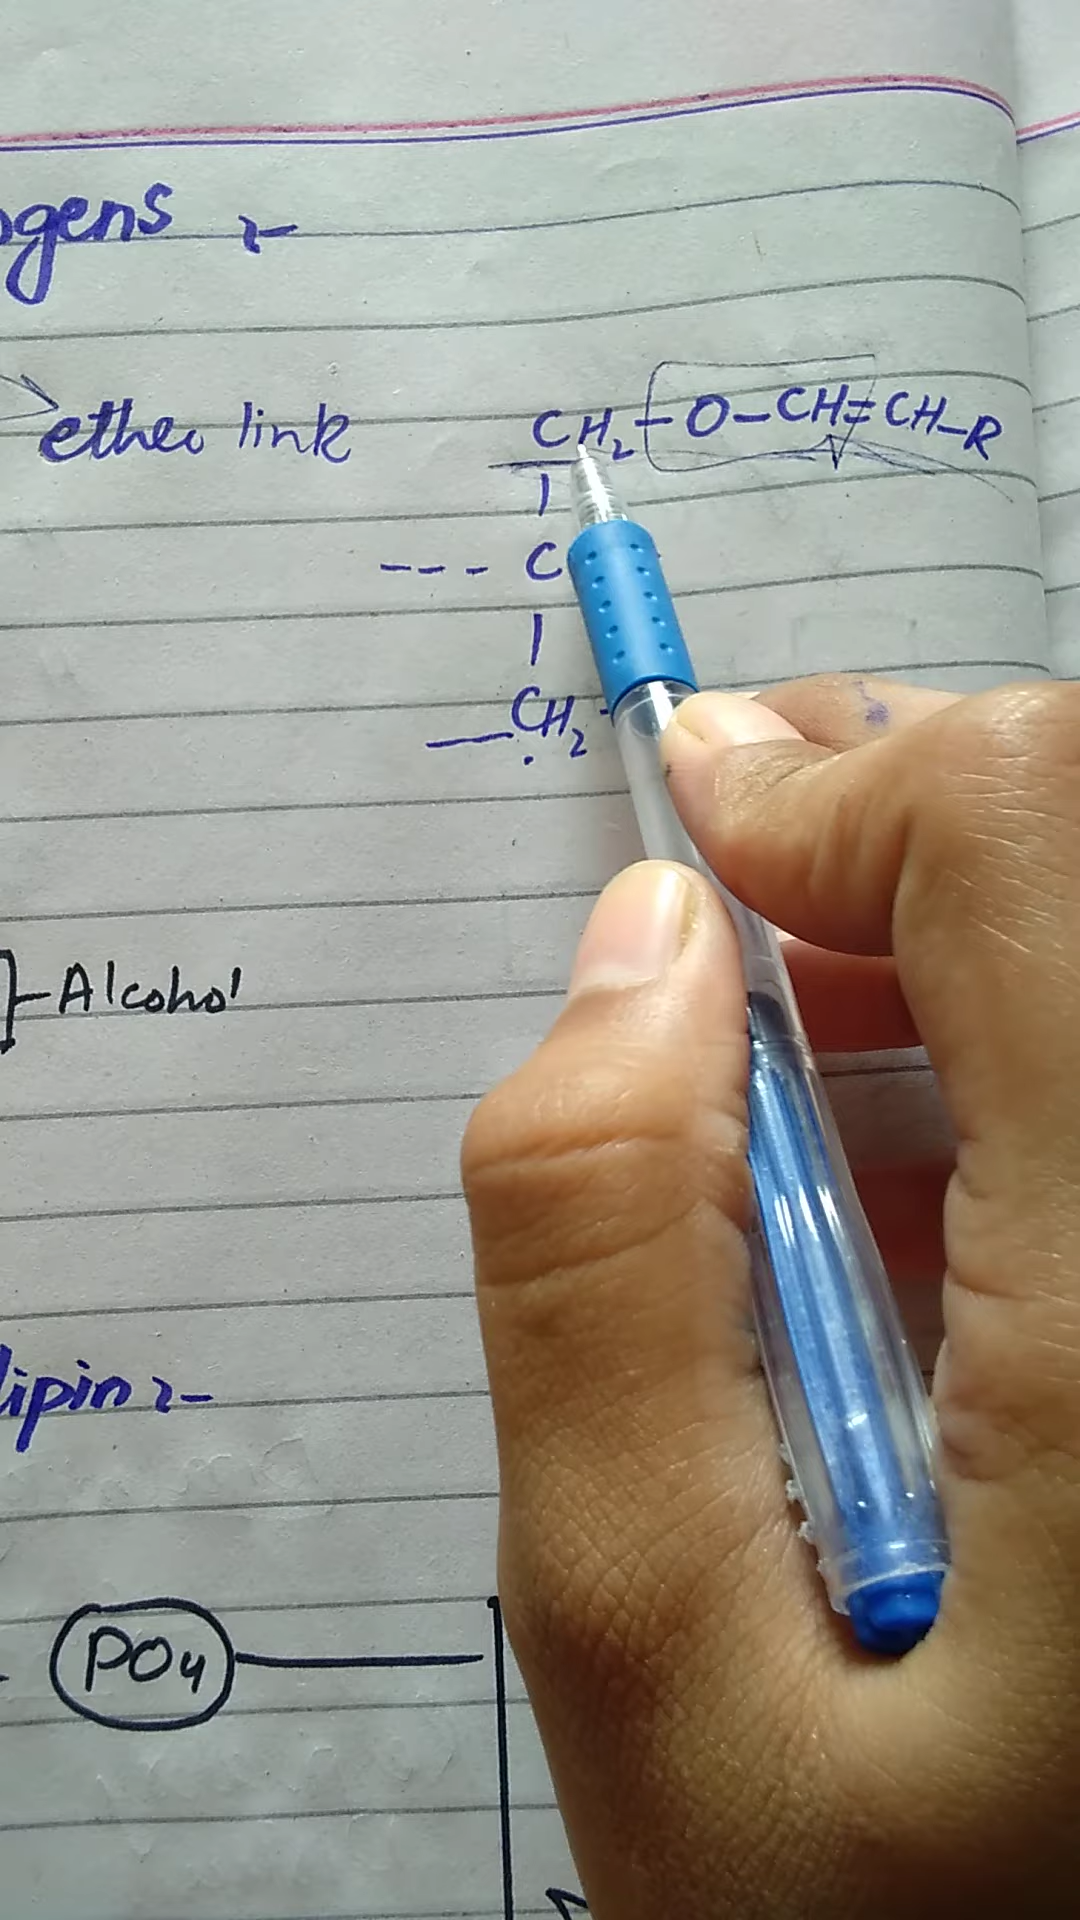 ogens :-
ether link CH₂-O-CH=CH-R
C
CH₂-
]-Alcohol
lipin :-
PO₄